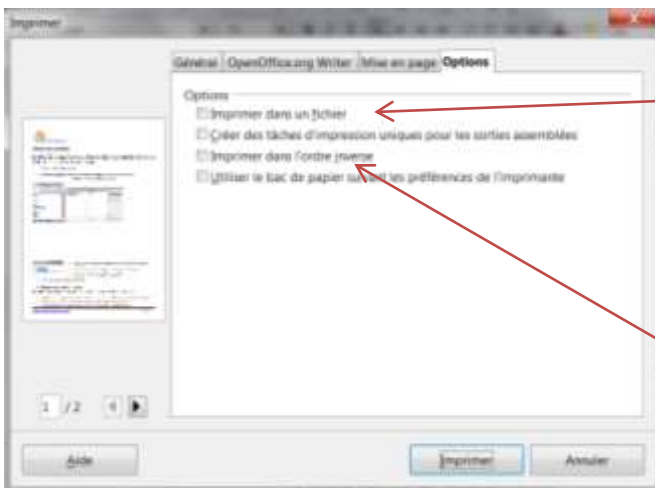 Imprimer
Général OpenOffice.org Writer Mise en page Options
Options
Imprimer dans un fichier
Créer des tâches d'impression uniques pour les sorties assemblées
Imprimer dans l'ordre inverse
Utiliser le bac de papier suivant les préférences de l'imprimante
1 / 2
Aide Imprimer Annuler